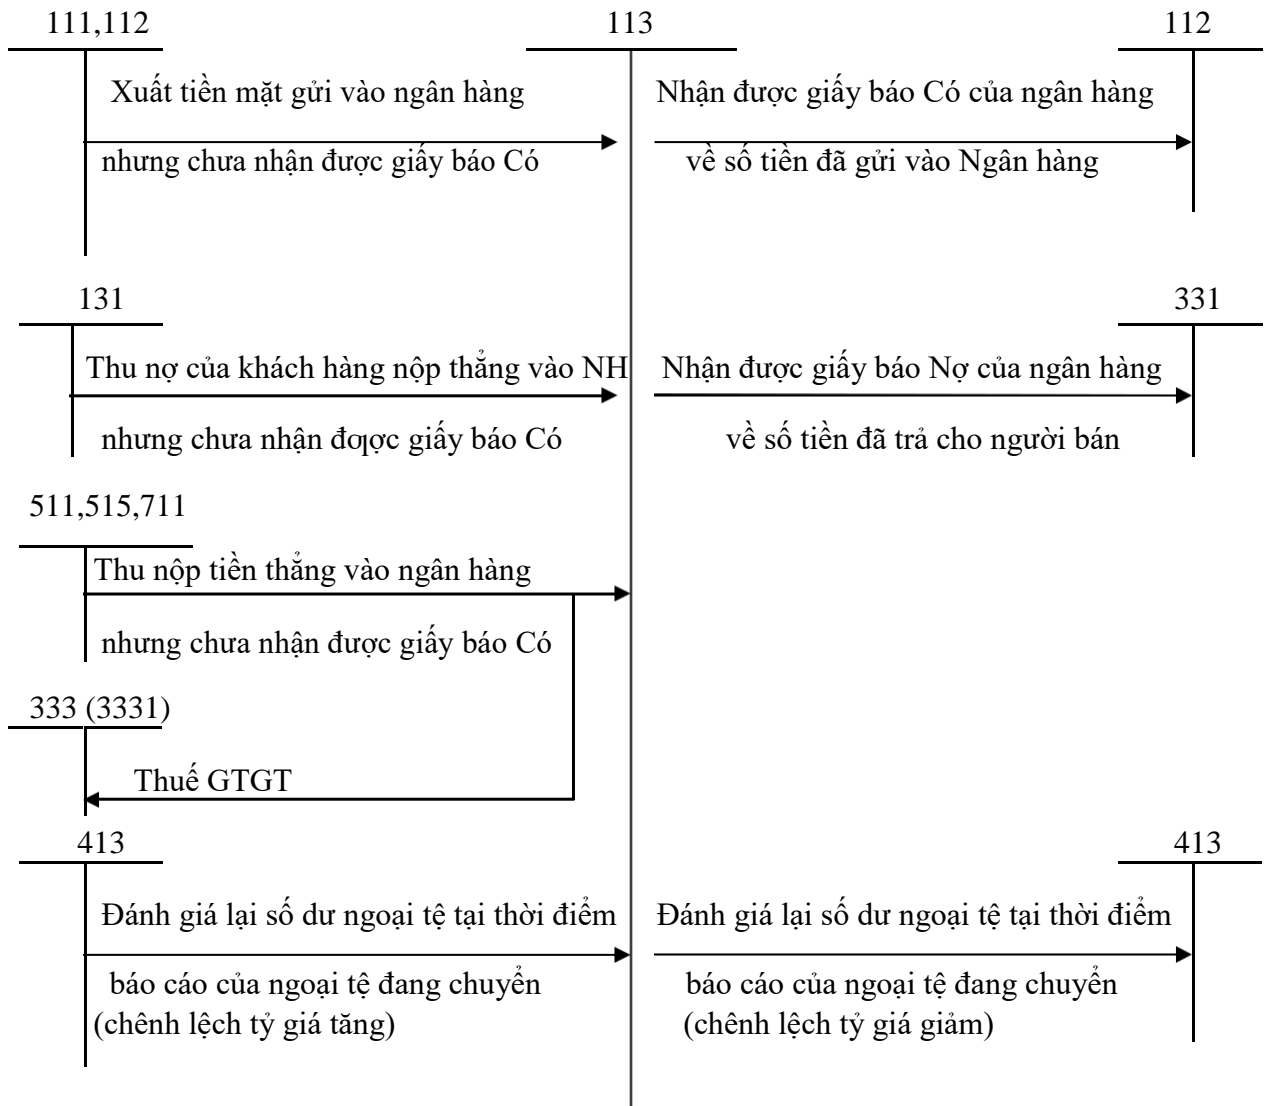 111,112
113
112
Xuất tiền mặt gửi vào ngân hàng
Nhận được giấy báo Có của ngân hàng
nhưng chưa nhận được giấy báo Có
về số tiền đã gửi vào Ngân hàng
131
331
Thu nợ của khách hàng nộp thẳng vào NH
Nhận được giấy báo Nợ của ngân hàng
nhưng chưa nhận đƣợc giấy báo Có
về số tiền đã trả cho người bán
511,515,711
Thu nộp tiền thẳng vào ngân hàng
nhưng chưa nhận được giấy báo Có
333 (3331)
Thuế GTGT
413
413
Đánh giá lại số dư ngoại tệ tại thời điểm
Đánh giá lại số dư ngoại tệ tại thời điểm
báo cáo của ngoại tệ đang chuyển
báo cáo của ngoại tệ đang chuyển
(chênh lệch tỷ giá tăng)
(chênh lệch tỷ giá giảm)